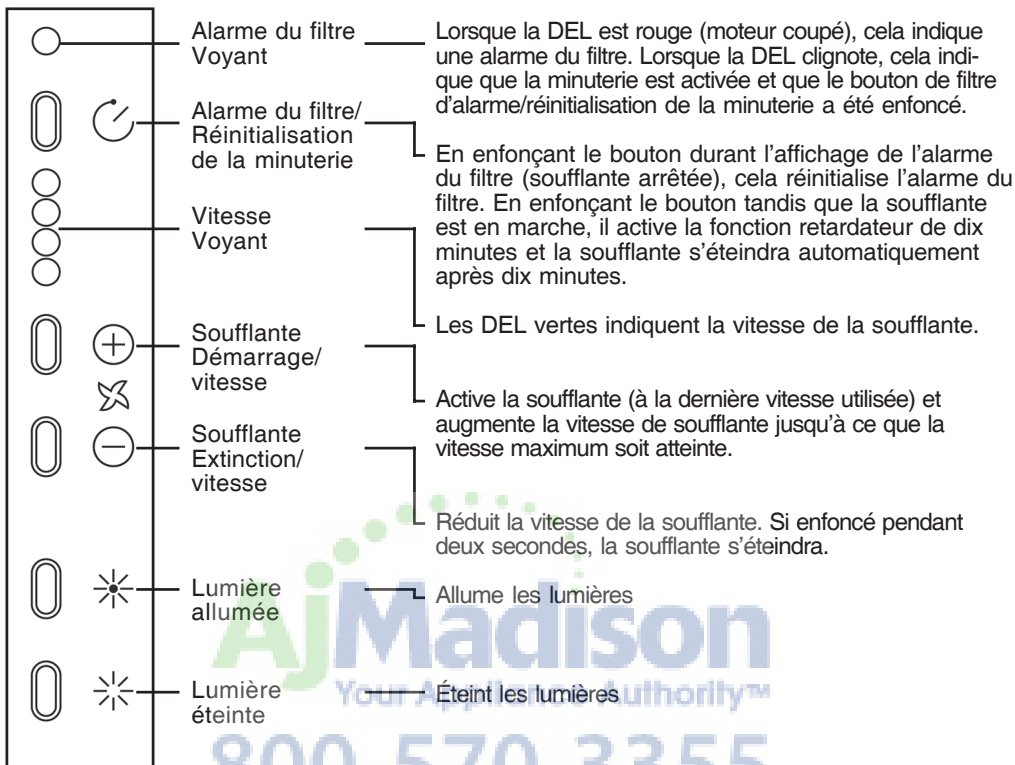 Alarme du filtre
Voyant
Lorsque la DEL est rouge (moteur coupé), cela indique
une alarme du filtre. Lorsque la DEL clignote, cela indi-
que que la minuterie est activée et que le bouton de filtre
d'alarme/réinitialisation de la minuterie a été enfoncé.
Alarme du filtre/
Réinitialisation
de la minuterie
En enfonçant le bouton durant l'affichage de l'alarme
du filtre (soufflante arrêtée), cela réinitialise l'alarme du
filtre. En enfonçant le bouton tandis que la soufflante
est en marche, il active la fonction retardateur de dix
minutes et la soufflante s'éteindra automatiquement
après dix minutes.
Vitesse
Voyant
Les DEL vertes indiquent la vitesse de la soufflante.
Soufflante
Démarrage/
vitesse
Active la soufflante (à la dernière vitesse utilisée) et
augmente la vitesse de soufflante jusqu'à ce que la
vitesse maximum soit atteinte.
Soufflante
Extinction/
vitesse
Réduit la vitesse de la soufflante. Si enfoncé pendant
deux secondes, la soufflante s'éteindra.
Lumière
allumée
Allume les lumières
Lumière
éteinte
Éteint les lumières
AjMadison
Your Appliance Authority™
800-570-3355